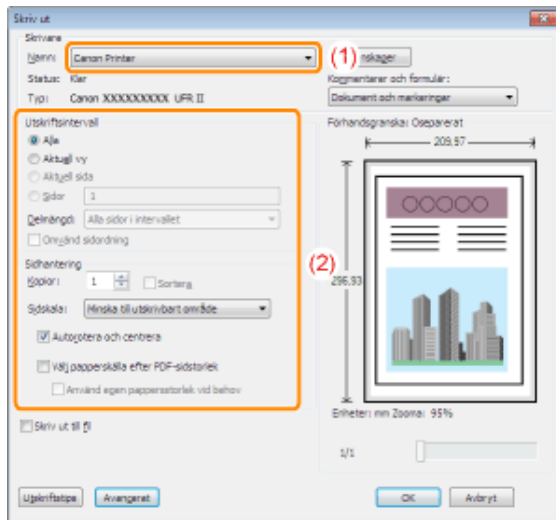 Skriv ut
Skrivare
Namn: Canon Printer (1) nskaper
Status: Klar Kommentarer och formulär:
Typ: Canon XXXXXXXXXX UFR II Dokument och markeringar
Utskriftsintervall Förhandsgranska: Oseparerat
Alla 209,97
Aktuell vy
Aktuell sida
Sidor 1
Delmängd: Alla sidor i intervallet
Omvänd sidordning
Sidhantering (2)
Kopior: 1 Sortera 296,93
Sidskala: Minska till utskrivbart område
Autorotera och centrera
Välj papperskälla efter PDF-sidstorlek
Använd egen pappersstorlek vid behov
Enheter: mm Zooma: 95%
Skriv ut till fil
1/1
Utskriftstips Avancerat OK Avbryt